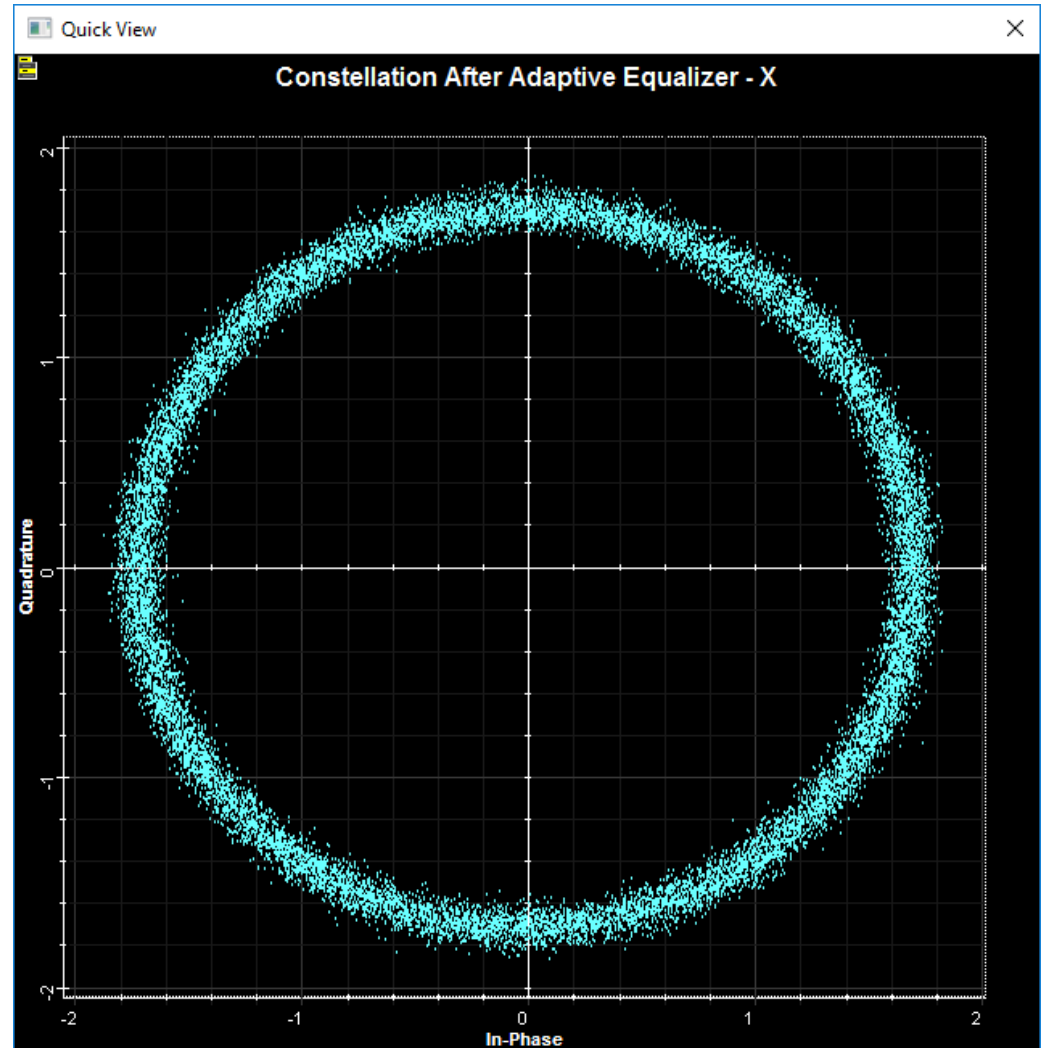 Quick View
Constellation After Adaptive Equalizer - X
2
1
0
-1
-2
Quadrature
-2 -1 0 1 2
In-Phase